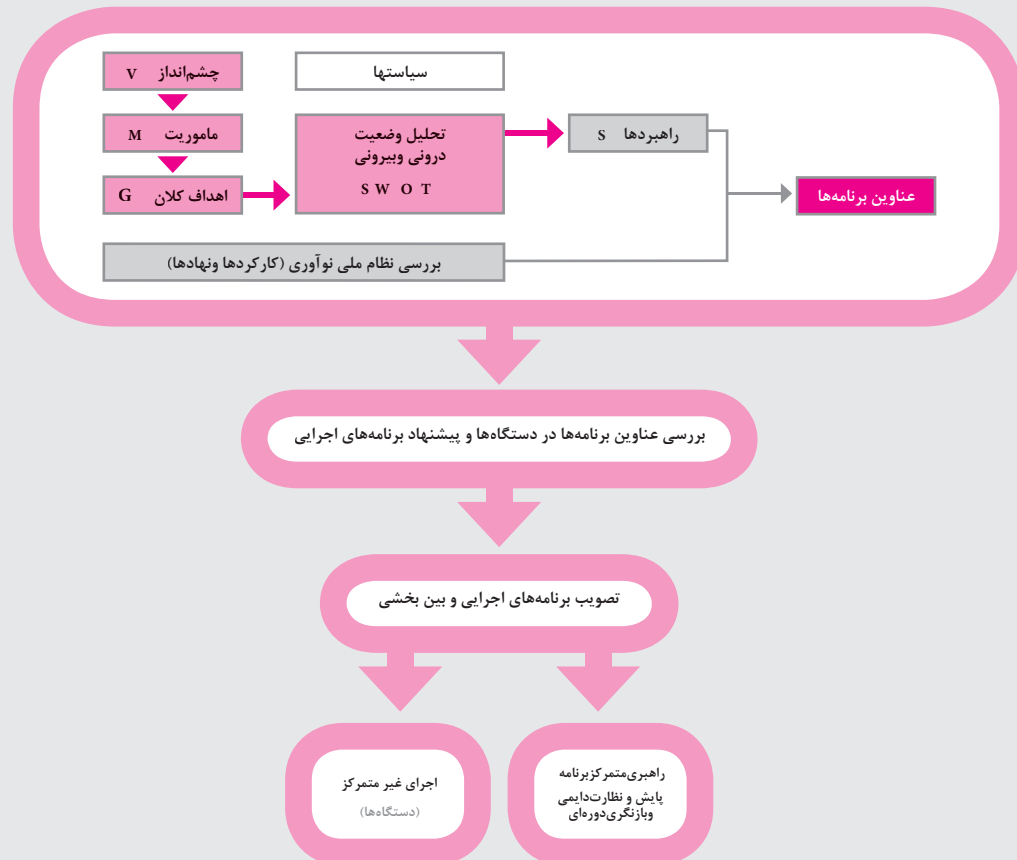 چشم‌انداز V
سیاستها
ماموریت M
تحلیل وضعیت
درونی وبیرونی
S W O T
راهبردها S
اهداف کلان G
عناوین برنامه‌ها
بررسی نظام ملی نوآوری (کارکردها ونهادها)
بررسی عناوین برنامه‌ها در دستگاه‌ها و پیشنهاد برنامه‌های اجرایی
تصویب برنامه‌های اجرایی و بین بخشی
راهبری‌متمرکزبرنامه
پایش و نظارت‌دایمی
وبازنگری‌دوره‌ای
اجرای غیر متمرکز
(دستگاه‌ها)